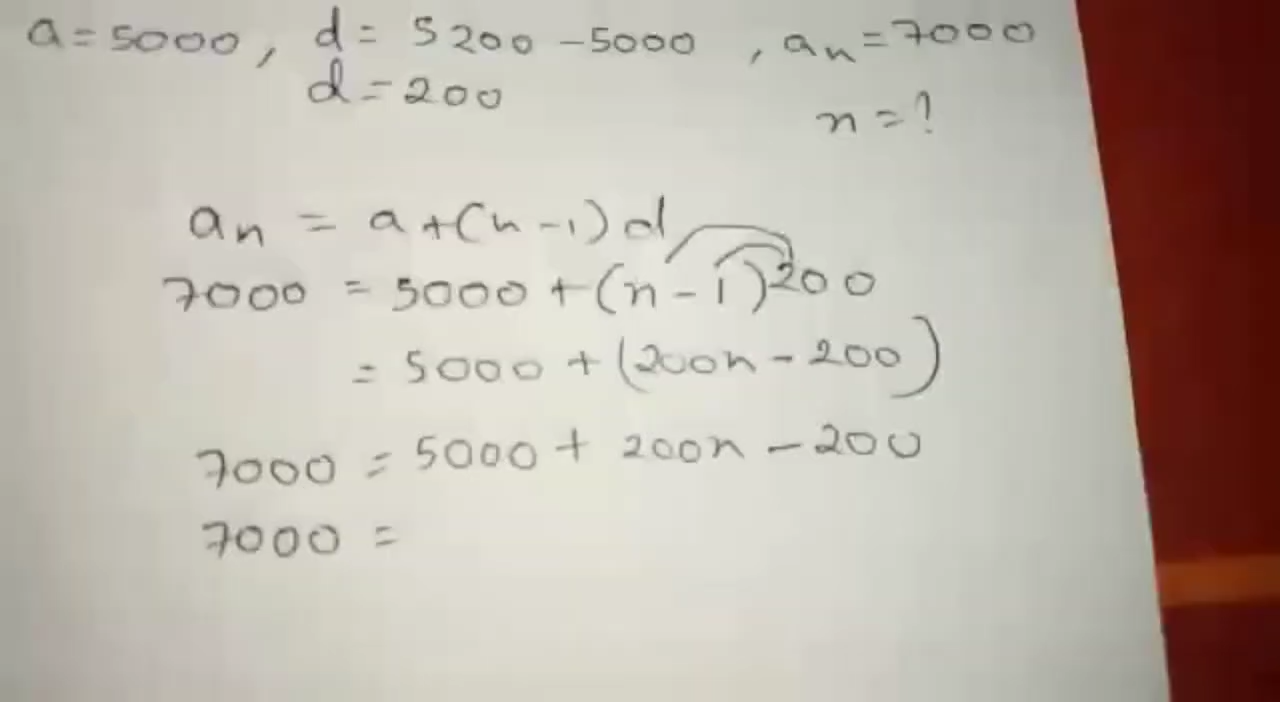 a = 5000, d = 5200 - 5000, an = 7000
d = 200
n = ?
an = a + (n - 1) d
7000 = 5000 + (n - 1) 200
= 5000 + (200n - 200)
7000 = 5000 + 200n - 200
7000 =